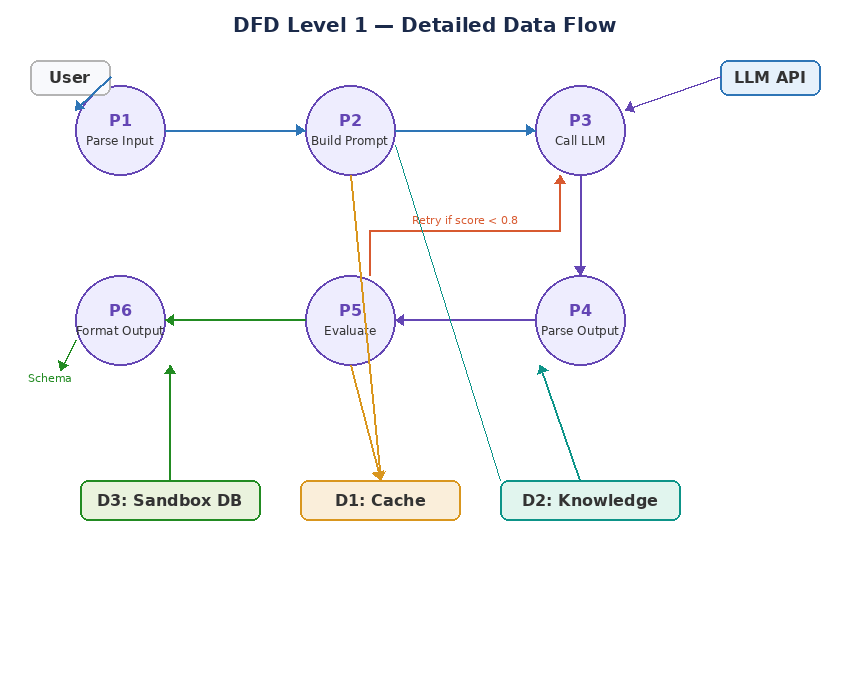 DFD Level 1 — Detailed Data Flow
User
LLM API
P1
Parse Input
P2
Build Prompt
P3
Call LLM
Retry if score < 0.8
P6
Format Output
P5
Evaluate
P4
Parse Output
Schema
D3: Sandbox DB
D1: Cache
D2: Knowledge